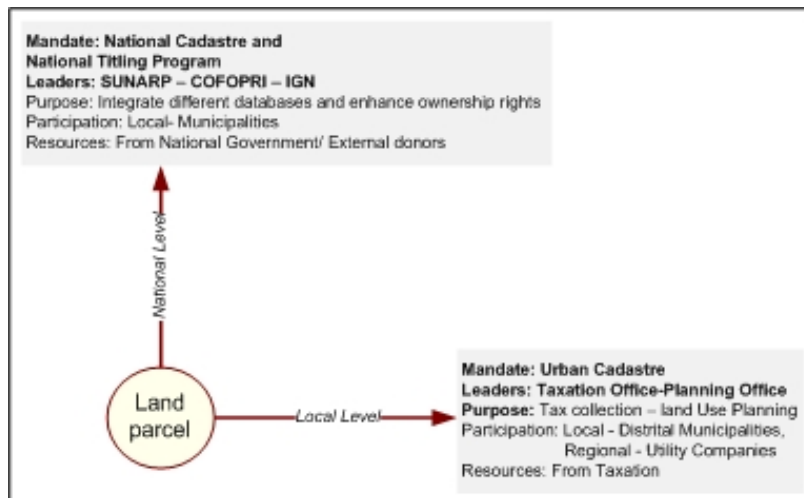 Mandate: National Cadastre and
National Titling Program
Leaders: SUNARP – COFOPRI – IGN
Purpose: Integrate different databases and enhance ownership rights
Participation: Local- Municipalities
Resources: From National Government/ External donors
National Level
Land
parcel
Local Level
Mandate: Urban Cadastre
Leaders: Taxation Office-Planning Office
Purpose: Tax collection – land Use Planning
Participation: Local - Distrital Municipalities,
Regional - Utility Companies
Resources: From Taxation